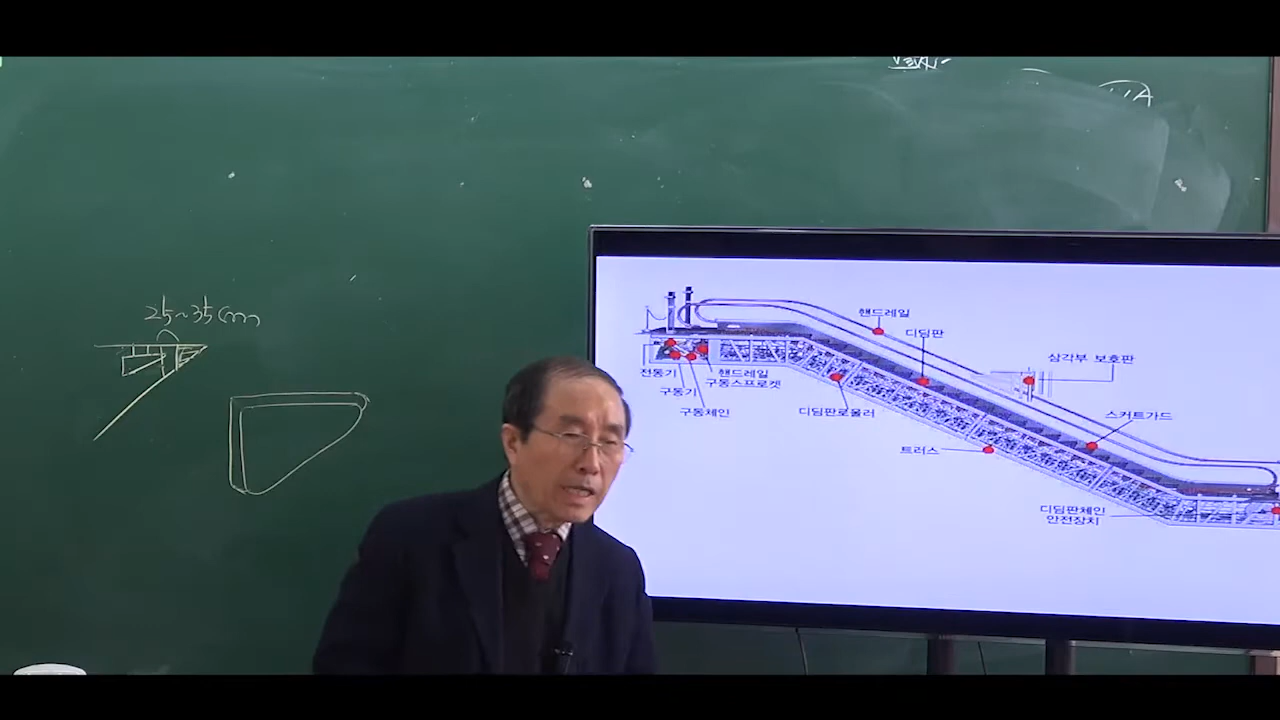 25~35cm
핸드레일
디딤판
삼각부 보호판
전동기
핸드레일
구동스프로켓
구동기
구동체인
디딤판로울러
스커트가드
트러스
디딤판체인
안전장치